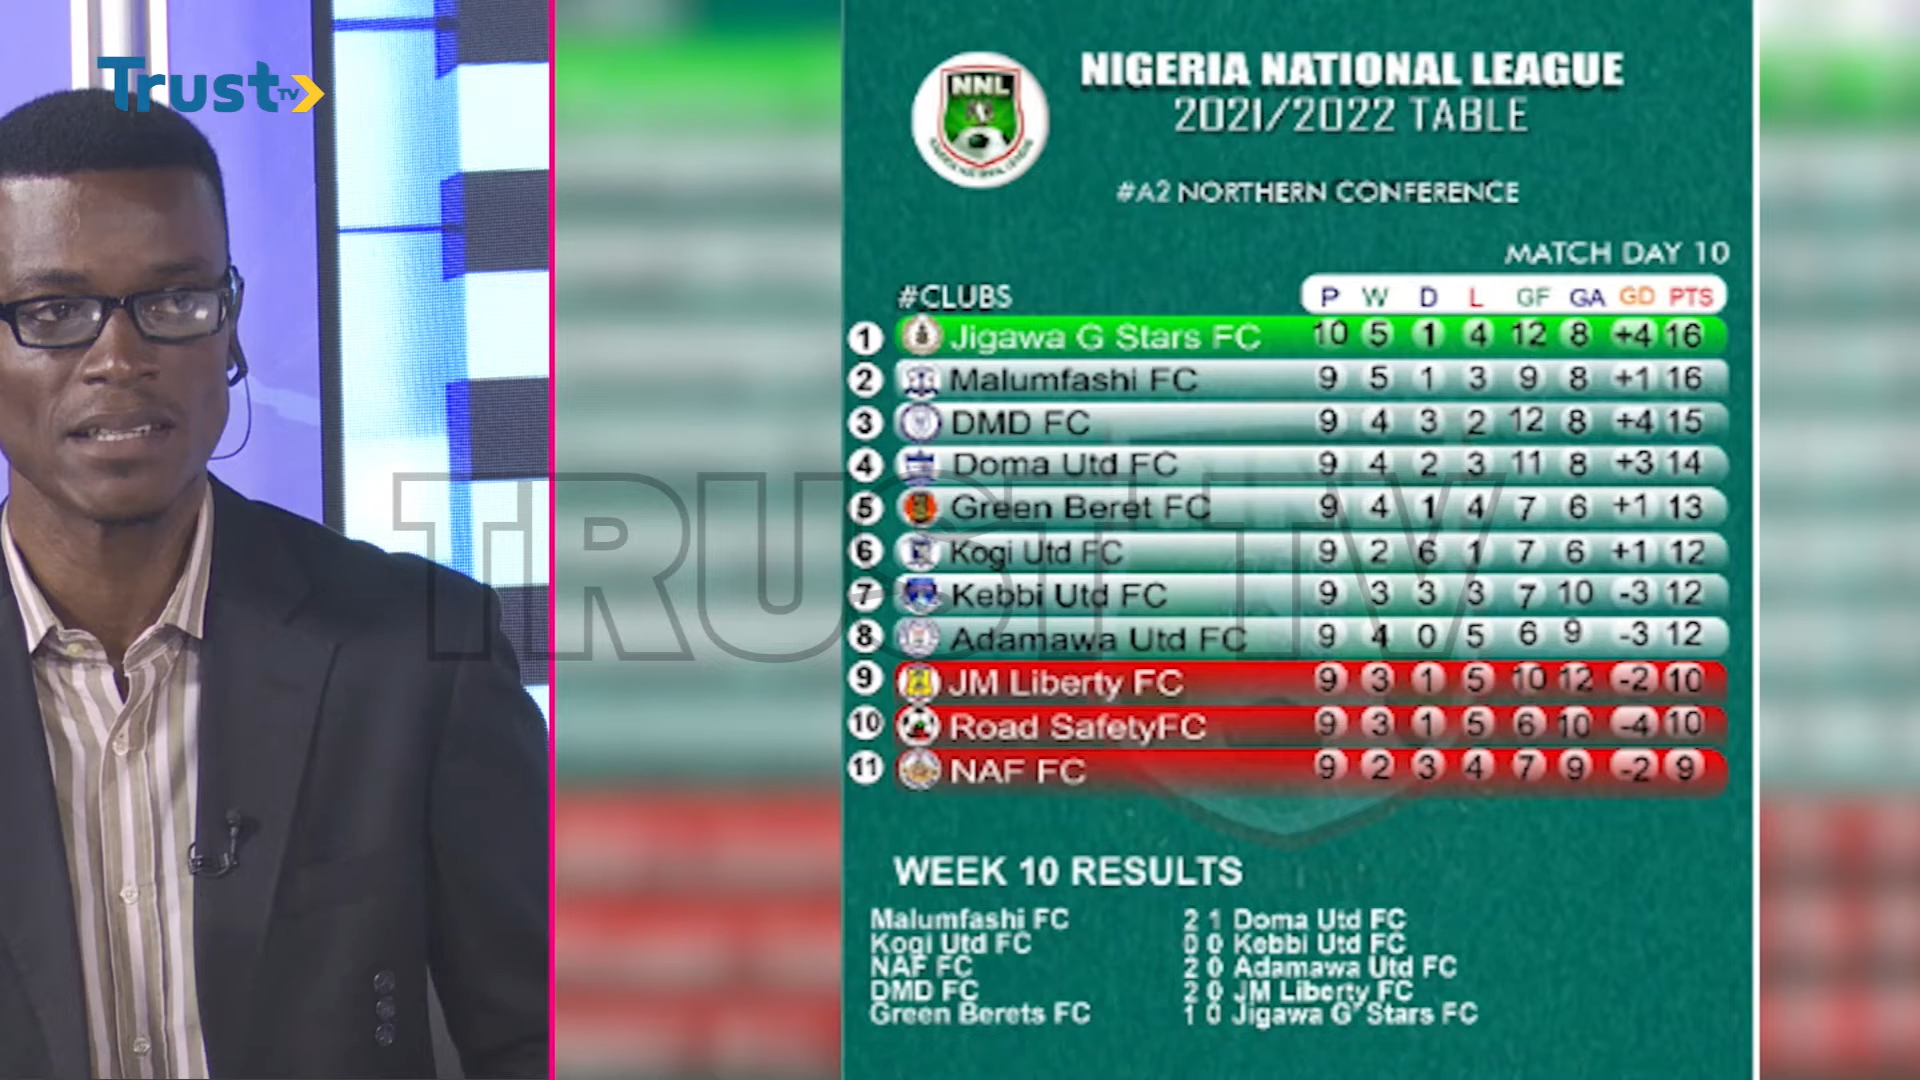 Trust TV
NNL
NIGERIA NATIONAL LEAGUE
2021/2022 TABLE
#A2 NORTHERN CONFERENCE
MATCH DAY 10
#CLUBS P W D L GF GA GD PTS
1 Jigawa G Stars FC 10 5 1 4 12 8 +4 16
2 Malumfashi FC 9 5 1 3 9 8 +1 16
3 DMD FC 9 4 3 2 12 8 +4 15
4 Doma Utd FC 9 4 2 3 11 8 +3 14
5 Green Beret FC 9 4 1 4 7 6 +1 13
6 Kogi Utd FC 9 2 6 1 7 6 +1 12
7 Kebbi Utd FC 9 3 3 3 7 10 -3 12
8 Adamawa Utd FC 9 4 0 5 6 9 -3 12
9 JM Liberty FC 9 3 1 5 10 12 -2 10
10 Road SafetyFC 9 3 1 5 6 10 -4 10
11 NAF FC 9 2 3 4 7 9 -2 9
TRUST TV
WEEK 10 RESULTS
Malumfashi FC 2 1 Doma Utd FC
Kogi Utd FC 0 0 Kebbi Utd FC
NAF FC 2 0 Adamawa Utd FC
DMD FC 2 0 JM Liberty FC
Green Berets FC 1 0 Jigawa G' Stars FC